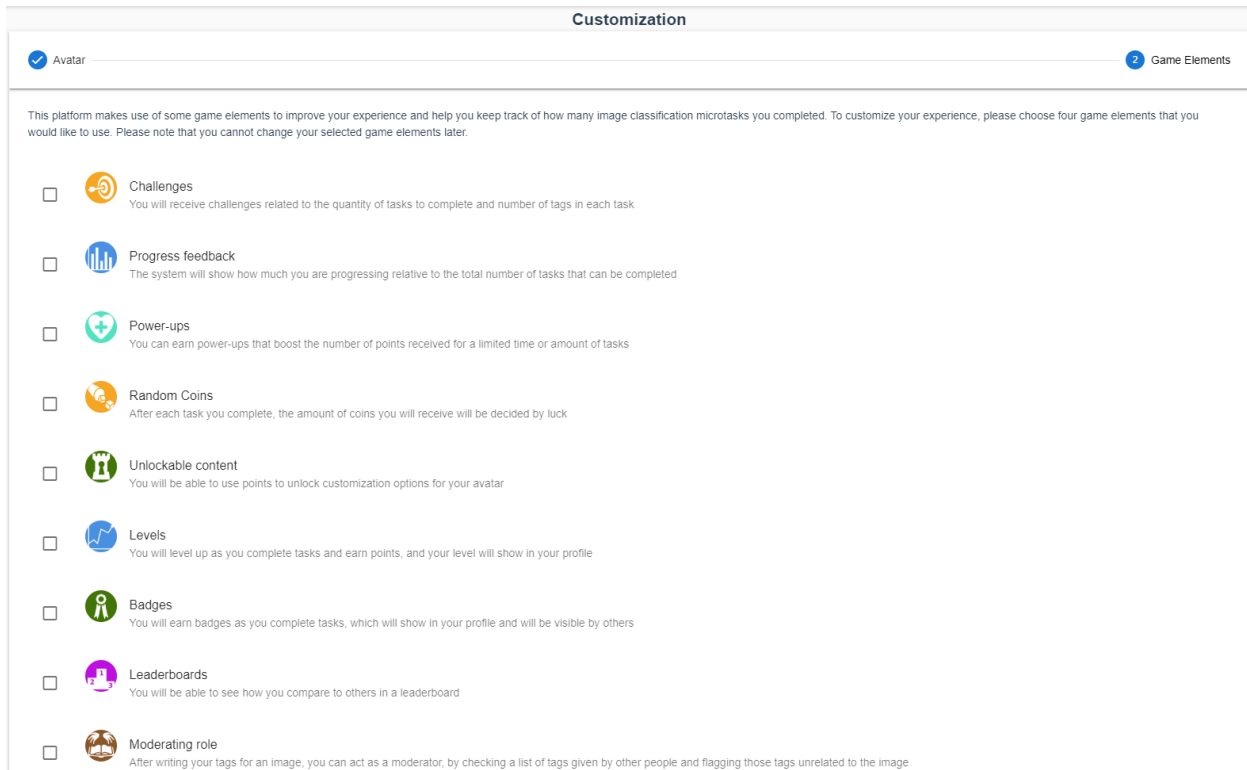 Customization
Avatar
2 Game Elements
This platform makes use of some game elements to improve your experience and help you keep track of how many image classification microtasks you completed. To customize your experience, please choose four game elements that you
would like to use. Please note that you cannot change your selected game elements later.
Challenges
You will receive challenges related to the quantity of tasks to complete and number of tags in each task
Progress feedback
The system will show how much you are progressing relative to the total number of tasks that can be completed
Power-ups
You can earn power-ups that boost the number of points received for a limited time or amount of tasks
Random Coins
After each task you complete, the amount of coins you will receive will be decided by luck
Unlockable content
You will be able to use points to unlock customization options for your avatar
Levels
You will level up as you complete tasks and earn points, and your level will show in your profile
Badges
You will earn badges as you complete tasks, which will show in your profile and will be visible by others
1
2 3
Leaderboards
You will be able to see how you compare to others in a leaderboard
Moderating role
After writing your tags for an image, you can act as a moderator, by checking a list of tags given by other people and flagging those tags unrelated to the image